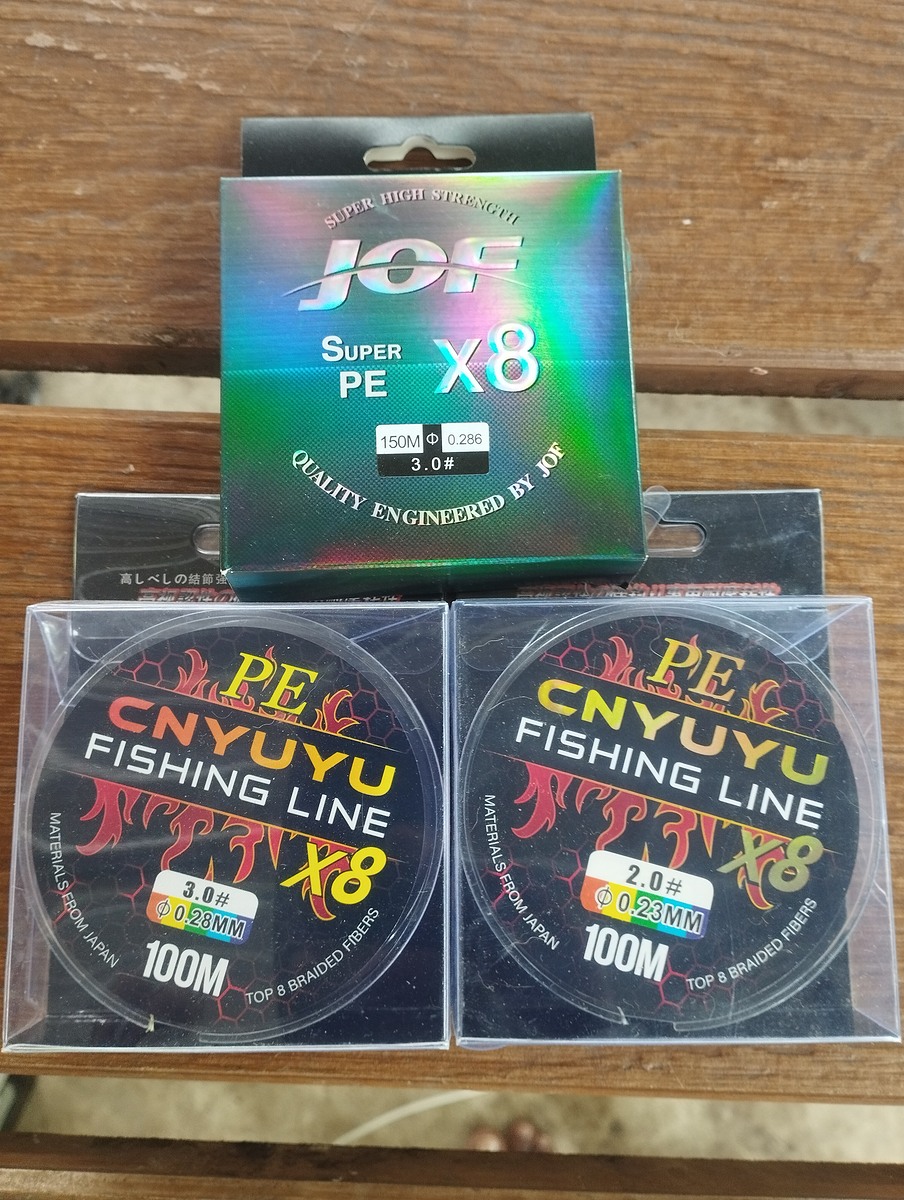 SUPER HIGH STRENGTH
JOF
SUPER
PE
X8
150M Φ 0.286
3.0#
QUALITY ENGINEERED BY JOF
高しべしの結節強
PE
CNYUYU
FISHING LINE
X8
3.0#
Φ 0.28MM
100M
MATERIALS FROM JAPAN
TOP 8 BRAIDED FIBERS
PE
CNYUYU
FISHING LINE
X8
2.0#
Φ 0.23MM
100M
MATERIALS FROM JAPAN
TOP 8 BRAIDED FIBERS